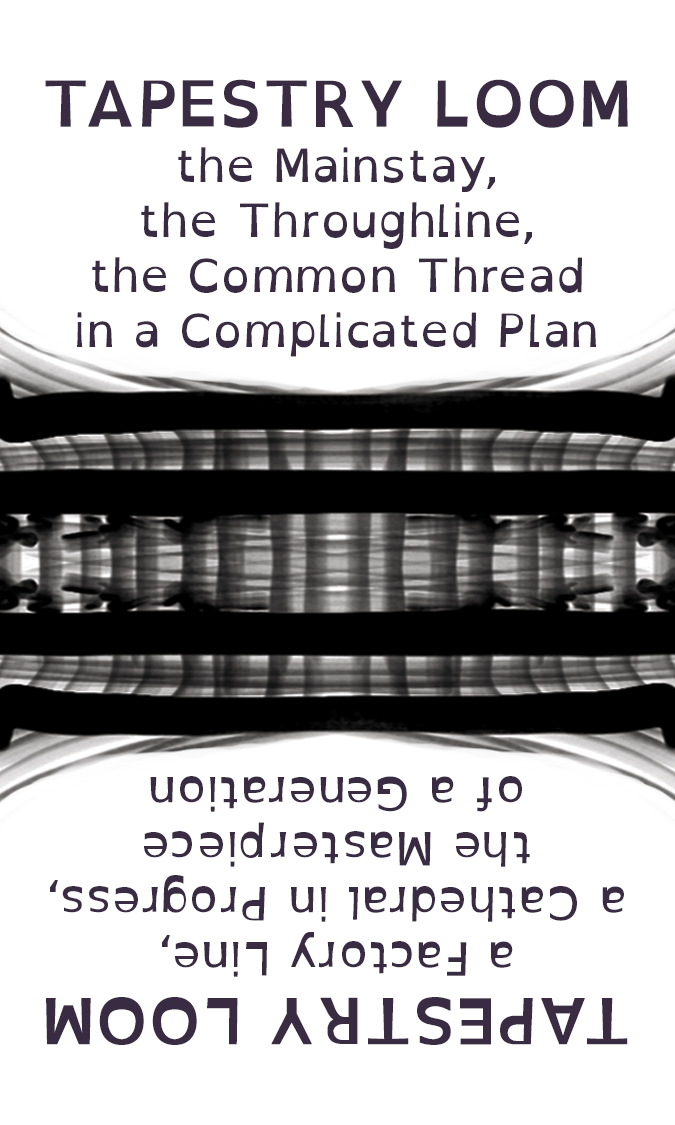 TAPESTRY LOOM
the Mainstay,
the Throughline,
the Common Thread
in a Complicated Plan
TAPESTRY LOOM
a Factory Line,
a Cathedral in Progress,
the Masterpiece
of a Generation